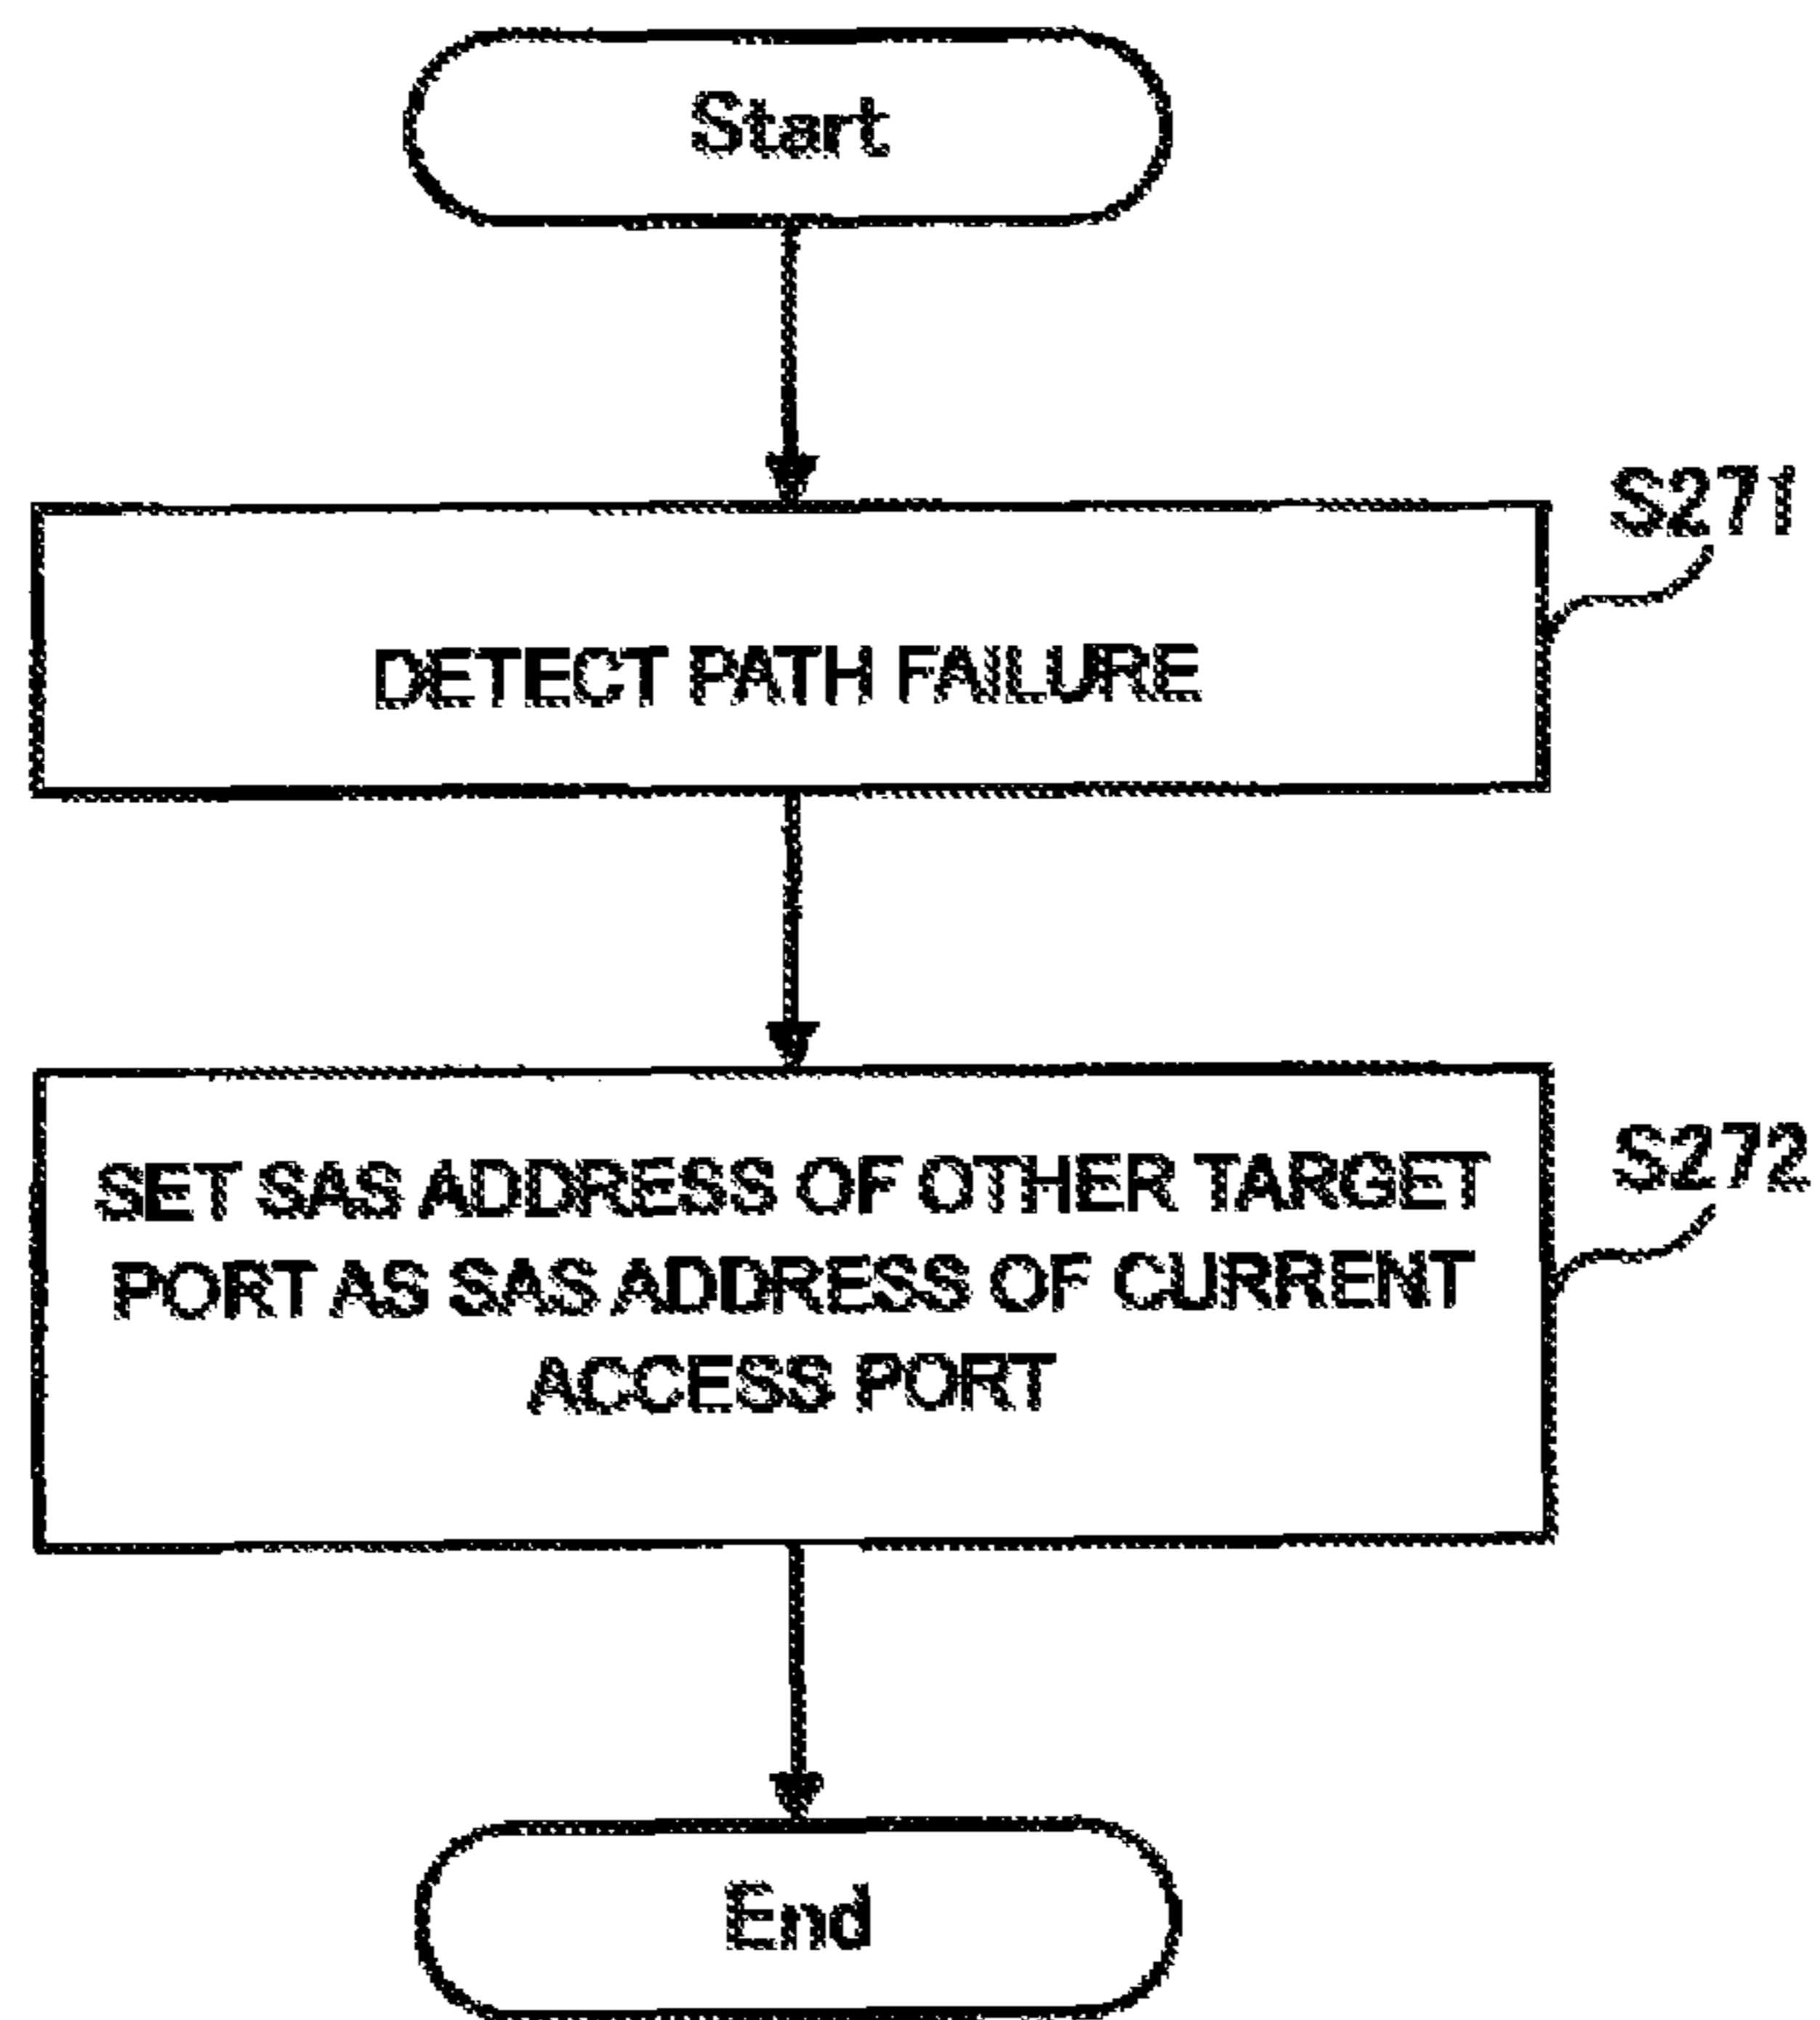 Start
S271
DETECT PATH FAILURE
S272
SET SAS ADDRESS OF OTHER TARGET
PORT AS SAS ADDRESS OF CURRENT
ACCESS PORT
End